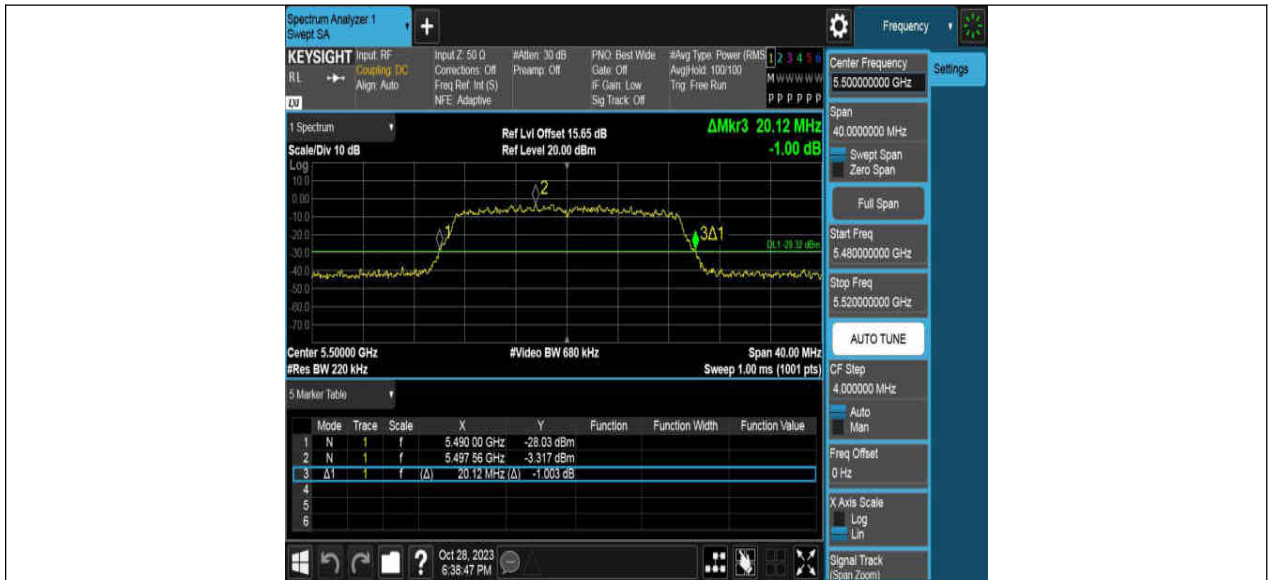 Spectrum Analyzer 1
Swept SA
+
Frequency
KEYSIGHT
RL
LXI
Input: RF
Coupling: DC
Align: Auto
Input Z: 50 Ω
Corrections: Off
Freq Ref: Int (S)
NFE: Adaptive
#Atten: 30 dB
Preamp: Off
PNO: Best Wide
Gate: Off
IF Gain: Low
Sig Track: Off
#Avg Type: Power (RMS
Avg|Hold: 100/100
Trig: Free Run
1 2 3 4 5 6
M W W W W W
P P P P P P
Center Frequency
5.500000000 GHz
Settings
Span
40.0000000 MHz
Swept Span
Zero Span
Full Span
Start Freq
5.480000000 GHz
Stop Freq
5.520000000 GHz
AUTO TUNE
CF Step
4.000000 MHz
Auto
Man
Freq Offset
0 Hz
X Axis Scale
Log
Lin
Signal Track
(Span Zoom)
1 Spectrum
Scale/Div 10 dB
Ref Lvl Offset 15.65 dB
Ref Level 20.00 dBm
ΔMkr3 20.12 MHz
-1.00 dB
Log
10.0
0.00
-10.0
-20.0
-30.0
-40.0
-50.0
-60.0
-70.0
1
2
3Δ1
DL1 -29.32 dBm
Center 5.50000 GHz
#Video BW 680 kHz
Span 40.00 MHz
#Res BW 220 kHz
Sweep 1.00 ms (1001 pts)
5 Marker Table
Mode Trace Scale X Y Function Function Width Function Value
1 N 1 f 5.490 00 GHz -28.03 dBm
2 N 1 f 5.497 56 GHz -3.317 dBm
3 Δ1 1 f (Δ) 20.12 MHz (Δ) -1.003 dB
4
5
6
?
Oct 28, 2023
6:38:47 PM